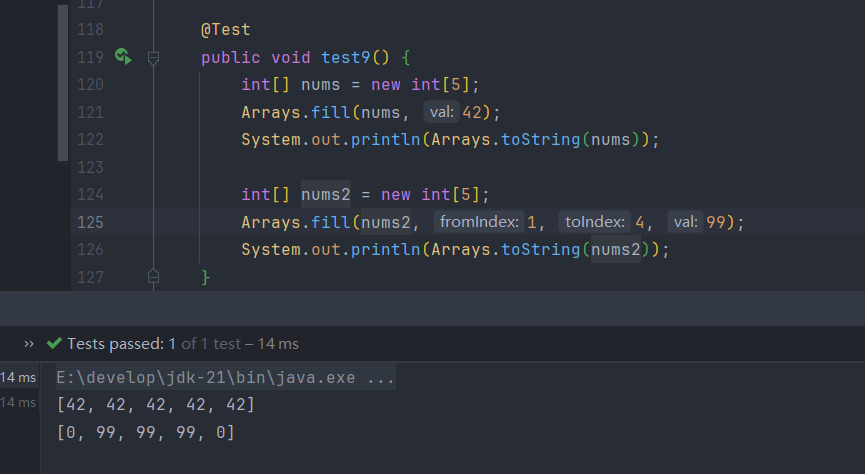 117
118 @Test
119 public void test9() {
120 int[] nums = new int[5];
121 Arrays.fill(nums, val: 42);
122 System.out.println(Arrays.toString(nums));
123
124 int[] nums2 = new int[5];
125 Arrays.fill(nums2, fromIndex: 1, toIndex: 4, val: 99);
126 System.out.println(Arrays.toString(nums2));
127 }
›› Tests passed: 1 of 1 test – 14 ms
14 ms E:\develop\jdk-21\bin\java.exe ...
14 ms [42, 42, 42, 42, 42]
[0, 99, 99, 99, 0]